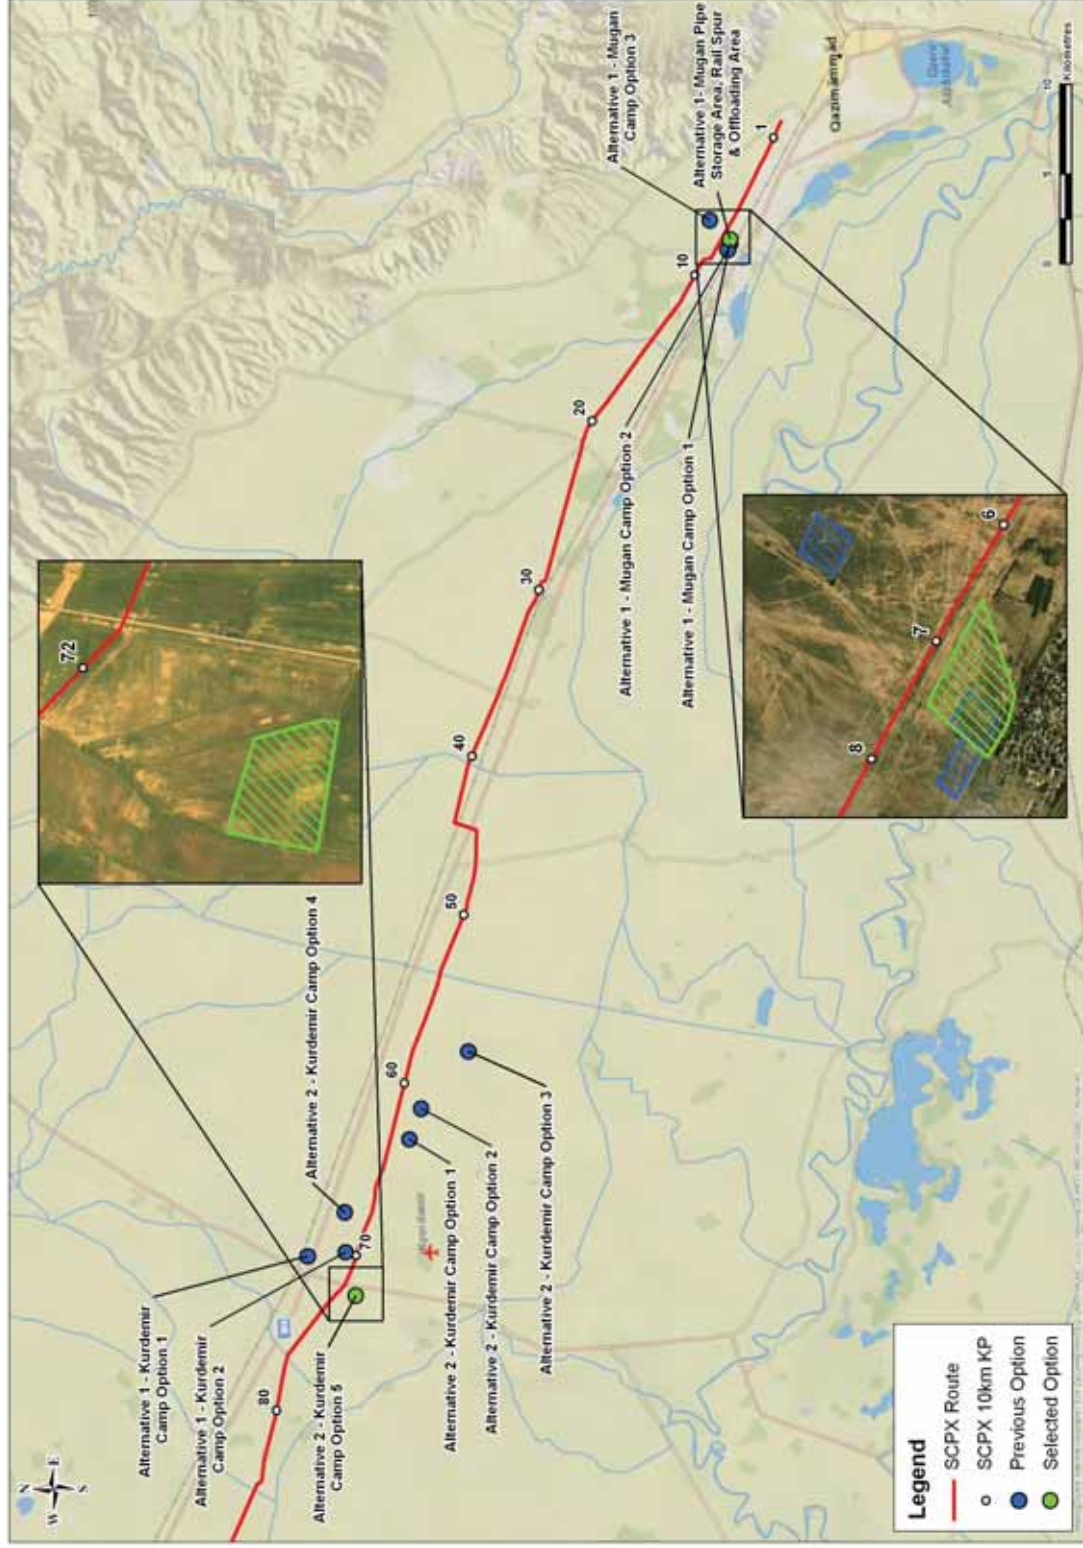 N
W
E
S
Alternative 1 - Kurdemir
Camp Option 1
Alternative 1 - Kurdemir
Camp Option 2
Alternative 2 - Kurdemir
Camp Option 5
Alternative 2 - Kurdemir Camp Option 4
Alternative 2 - Kurdemir Camp Option 1
Alternative 2 - Kurdemir Camp Option 2
Alternative 2 - Kurdemir Camp Option 3
80
70
60
50
40
30
20
10
1
72
8
7
6
Alternative 1 - Mugan Camp Option 2
Alternative 1 - Mugan Camp Option 1
Alternative 1 - Mugan
Camp Option 3
Alternative 1- Mugan Pipe
Storage Area, Rail Spur
& Offloading Area
Qazimammad
Legend
SCPX Route
SCPX 10km KP
Previous Option
Selected Option
0
5
10
Kilometres